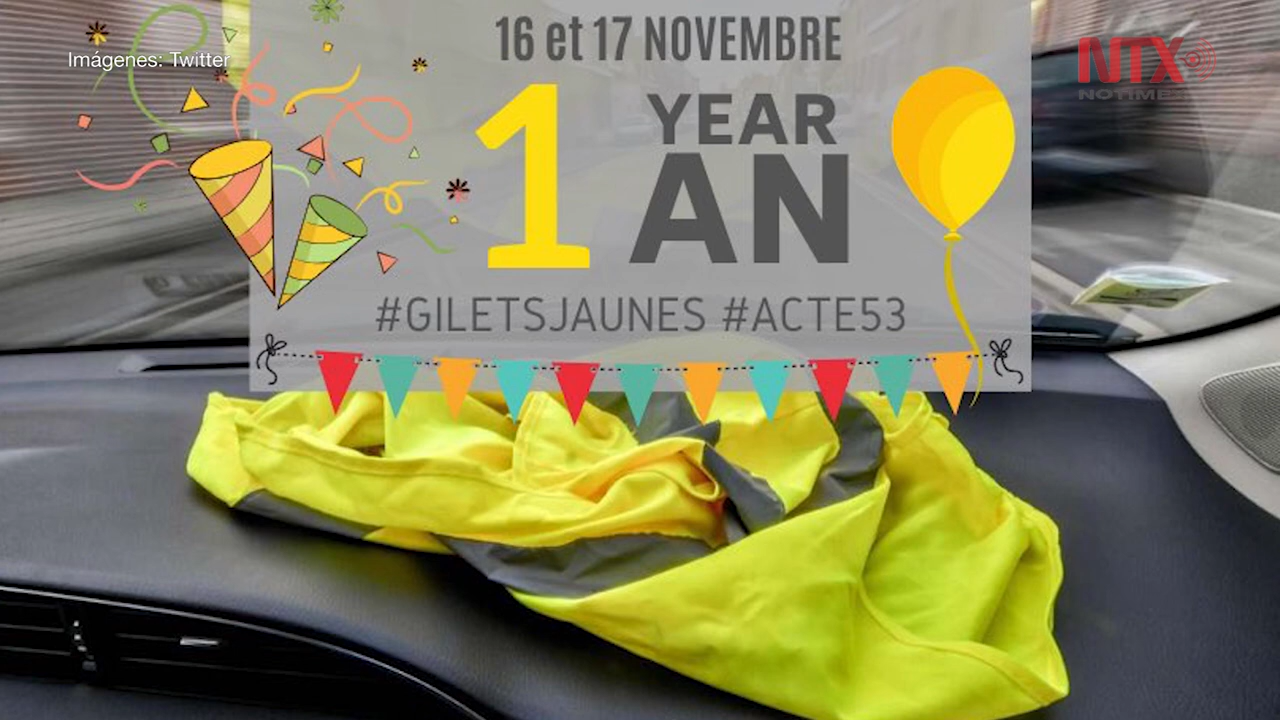 16 et 17 NOVEMBRE
Imágenes: Twitter
NTX
NOTIMEX
1 YEAR
AN
#GILETSJAUNES #ACTE53